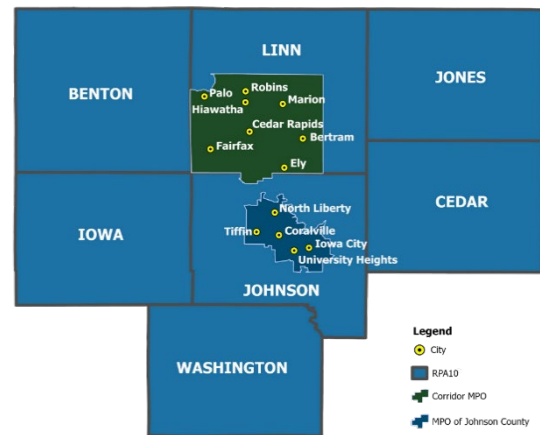 LINN
JONES
BENTON
Robins
Palo
Marion
Hiawatha
Cedar Rapids
Bertram
Fairfax
Ely
CEDAR
North Liberty
IOWA
Tiffin
Coralville
Iowa City
University Heights
JOHNSON
WASHINGTON
Legend
City
RPA10
Corridor MPO
MPO of Johnson County